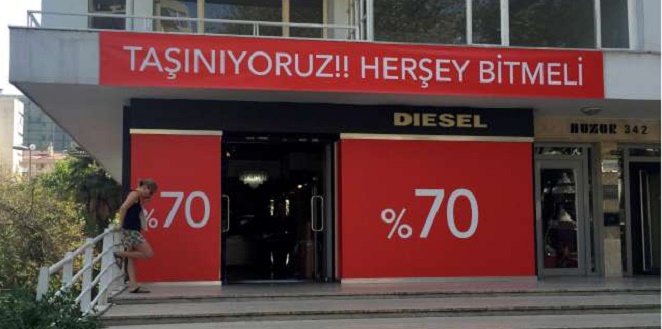 TAŞINIYORUZ!! HERŞEY BİTMELİ
DIESEL
HUZUR 342
%70
%70